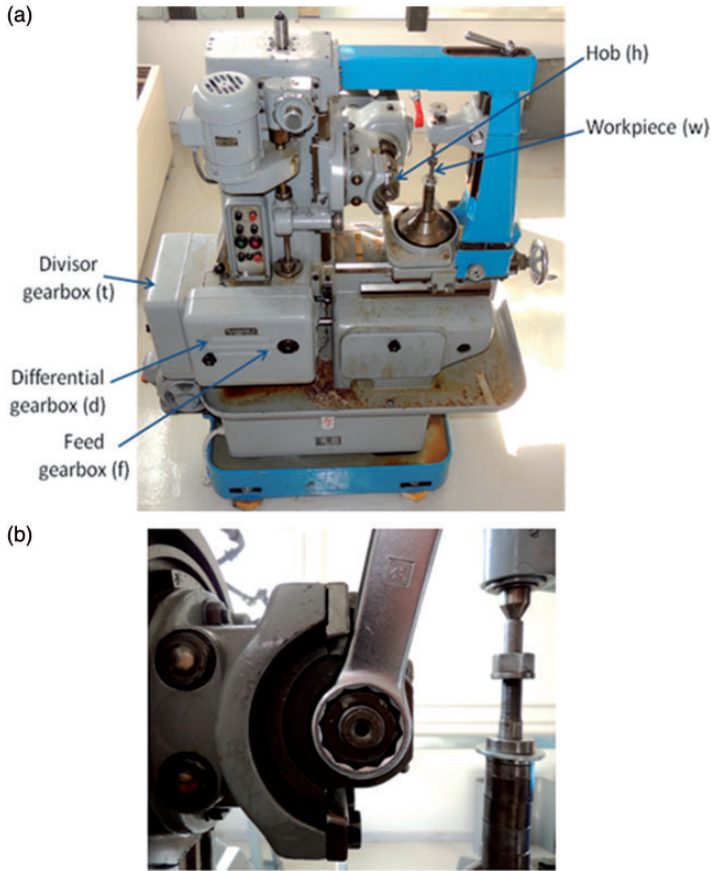 (a)
Hob (h)
Workpiece (w)
Divisor
gearbox (t)
Differential
gearbox (d)
Feed
gearbox (f)
(b)